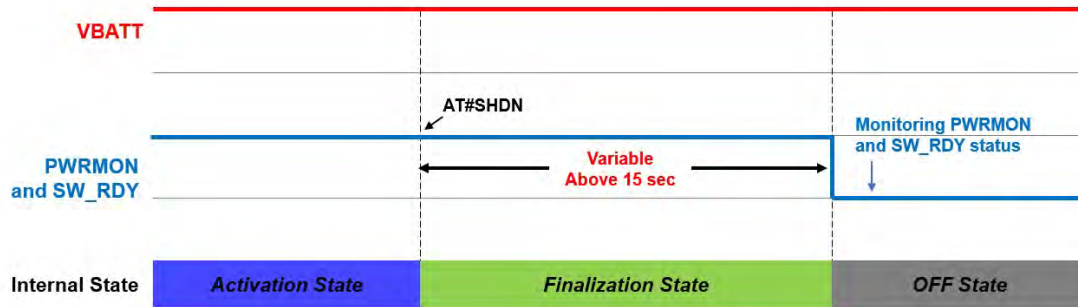 VBATT
AT#SHDN
Monitoring PWRMON
and SW_RDY status
PWRMON
and SW_RDY
Variable
Above 15 sec
Internal State
Activation State
Finalization State
OFF State